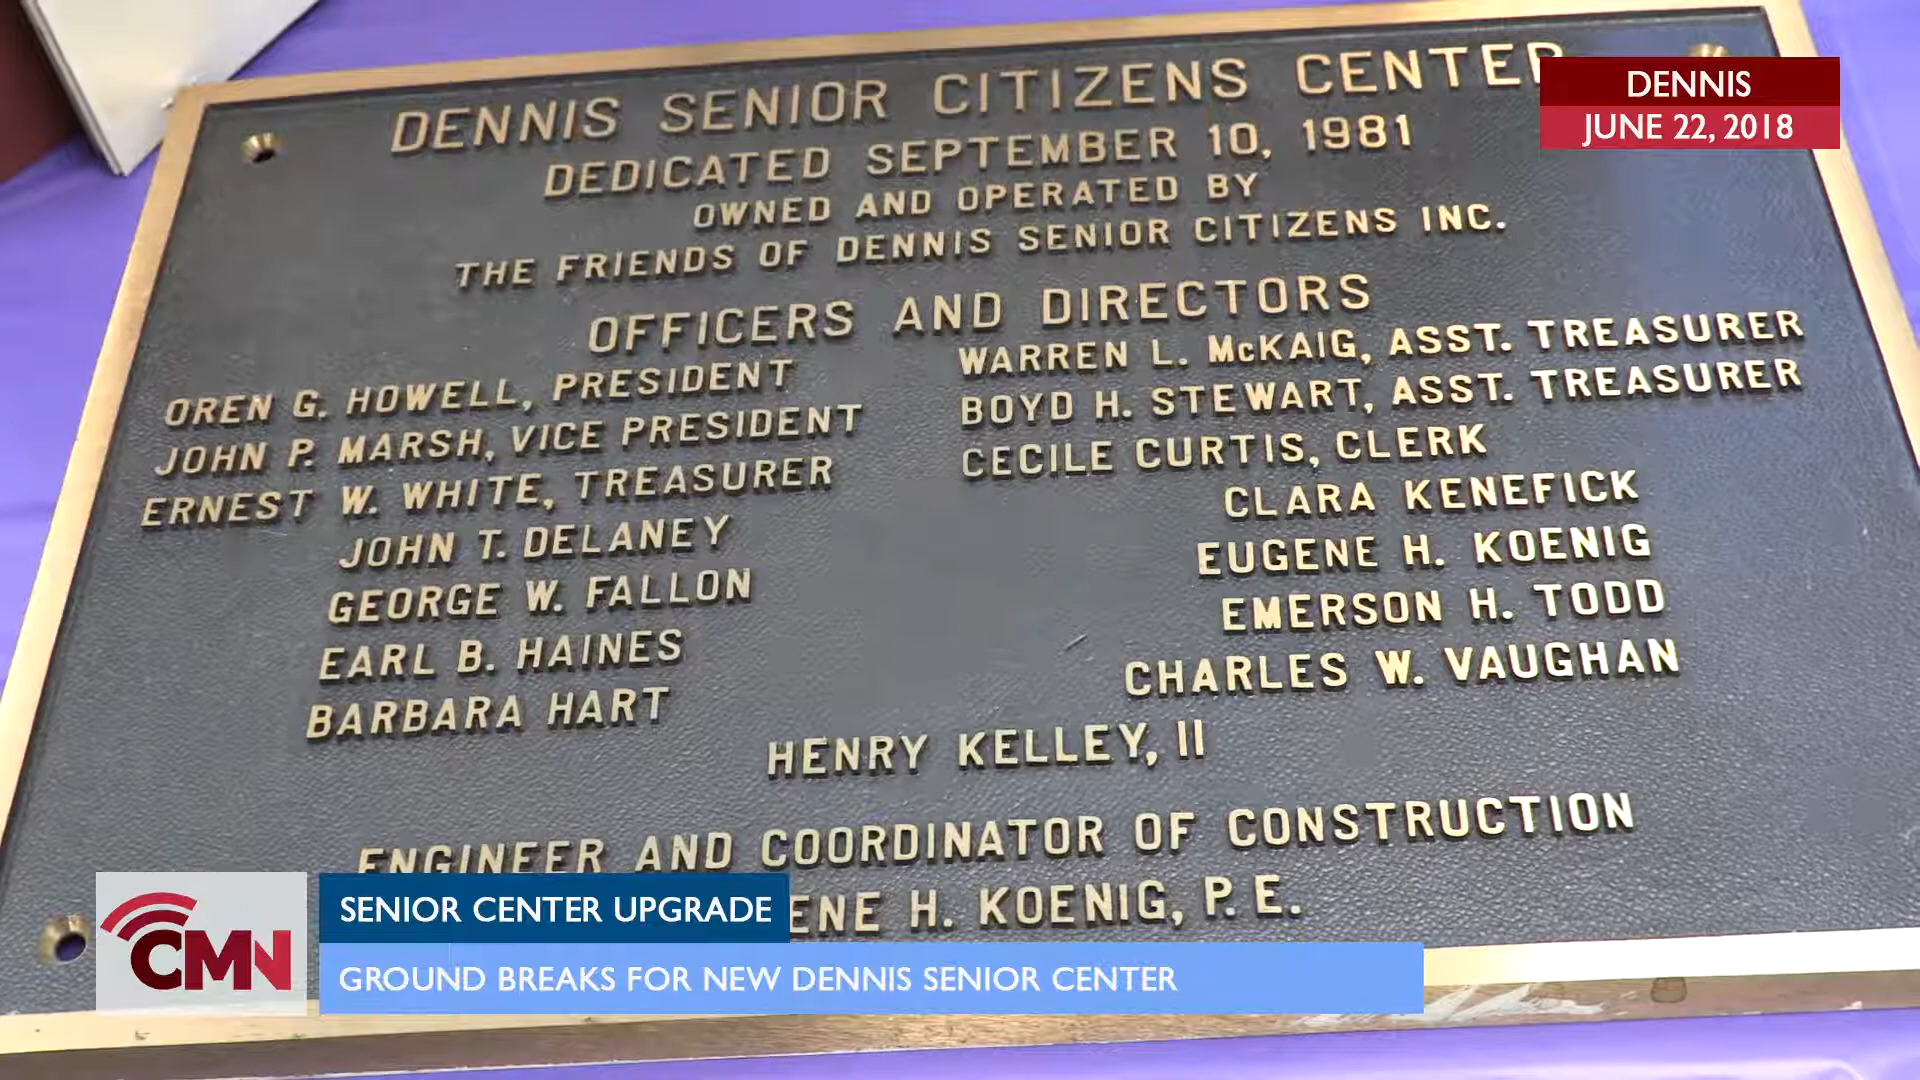 DENNIS SENIOR CITIZENS CENTER
DEDICATED SEPTEMBER 10, 1981
OWNED AND OPERATED BY
THE FRIENDS OF DENNIS SENIOR CITIZENS INC.
OFFICERS AND DIRECTORS
OREN G. HOWELL, PRESIDENT
JOHN P. MARSH, VICE PRESIDENT
ERNEST W. WHITE, TREASURER
JOHN T. DELANEY
GEORGE W. FALLON
EARL B. HAINES
BARBARA HART
WARREN L. McKAIG, ASST. TREASURER
BOYD H. STEWART, ASST. TREASURER
CECILE CURTIS, CLERK
CLARA KENEFICK
EUGENE H. KOENIG
EMERSON H. TODD
CHARLES W. VAUGHAN
HENRY KELLEY, II
ENGINEER AND COORDINATOR OF CONSTRUCTION
ENE H. KOENIG, P. E.
DENNIS
JUNE 22, 2018
CMN
SENIOR CENTER UPGRADE
GROUND BREAKS FOR NEW DENNIS SENIOR CENTER